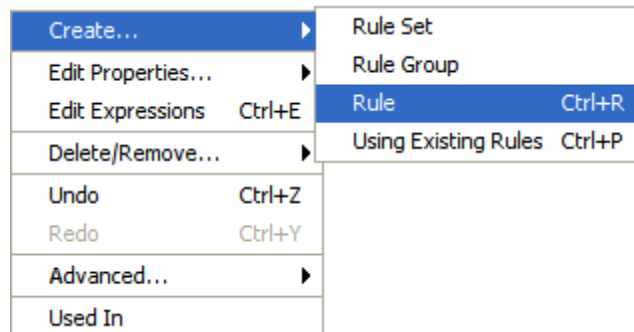 Create...
Edit Properties...
Edit Expressions Ctrl+E
Delete/Remove...
Undo Ctrl+Z
Redo Ctrl+Y
Advanced...
Used In
Rule Set
Rule Group
Rule Ctrl+R
Using Existing Rules Ctrl+P